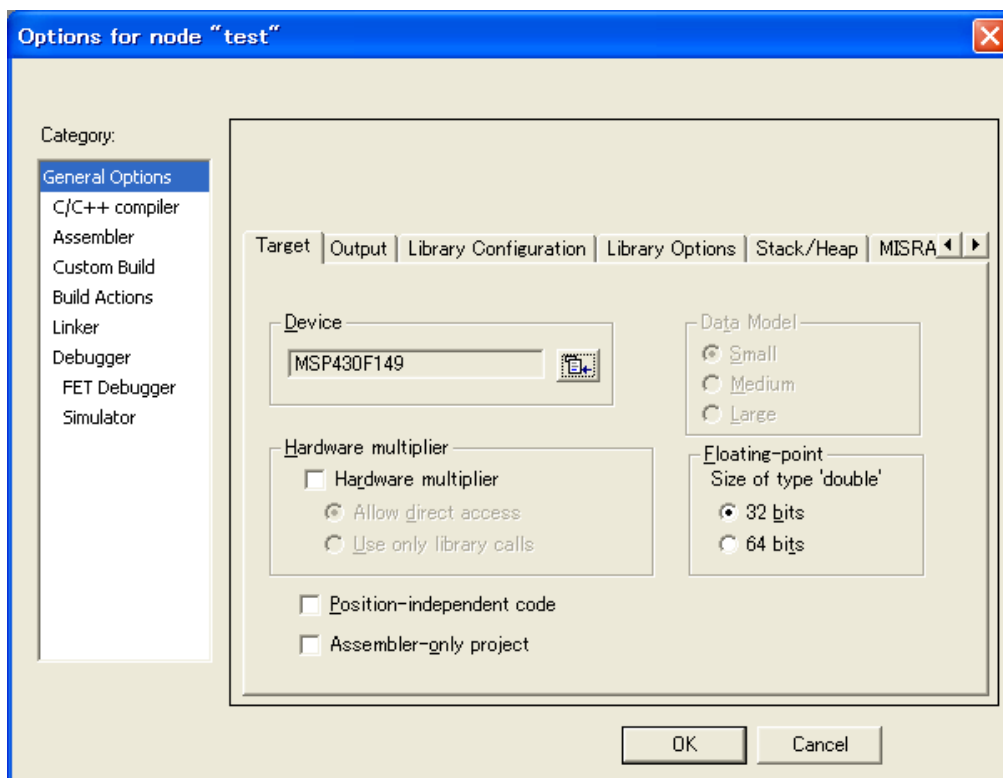 Options for node "test"
Category:
General Options
C/C++ compiler
Assembler
Custom Build
Build Actions
Linker
Debugger
FET Debugger
Simulator
Target Output Library Configuration Library Options Stack/Heap MISRA
Device
MSP430F149
Data Model
Small
Medium
Large
Hardware multiplier
Hardware multiplier
Allow direct access
Use only library calls
Floating-point
Size of type 'double'
32 bits
64 bits
Position-independent code
Assembler-only project
OK Cancel